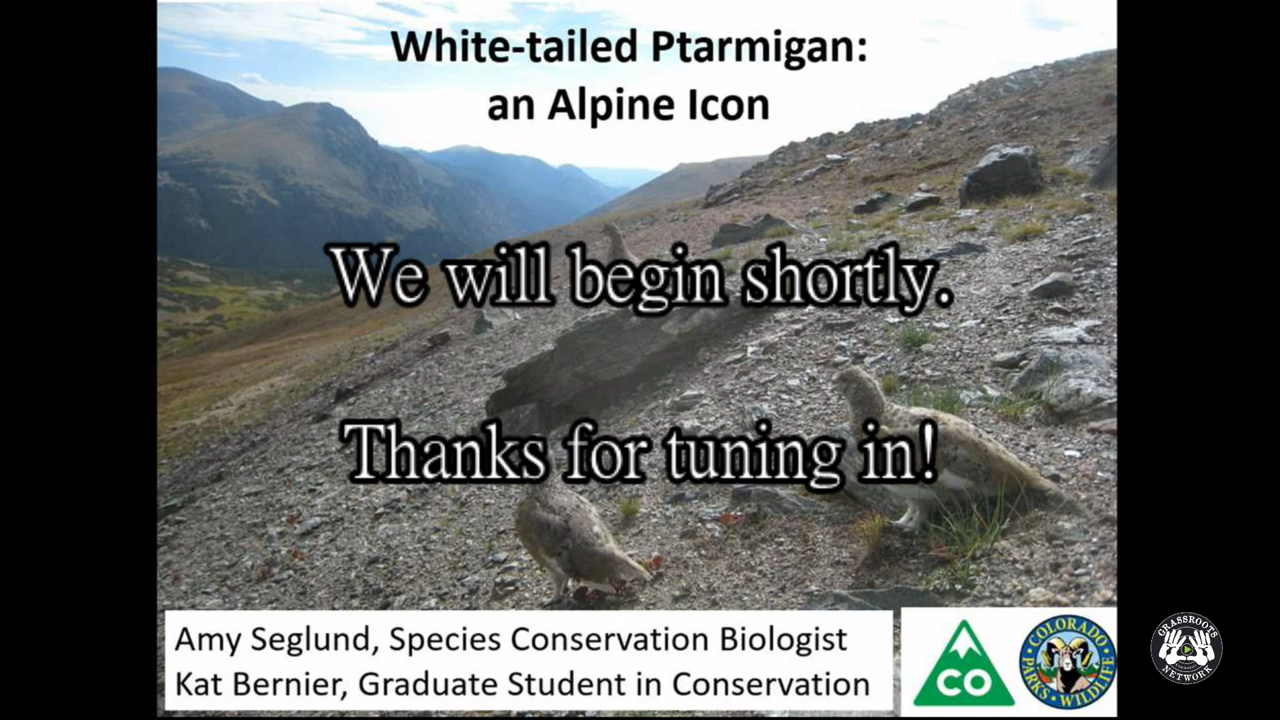 White-tailed Ptarmigan:
an Alpine Icon
We will begin shortly.
Thanks for tuning in!
Amy Seglund, Species Conservation Biologist
Kat Bernier, Graduate Student in Conservation
CO
COLORADO
PARKS • WILDLIFE
GRASSROOTS
NETWORK